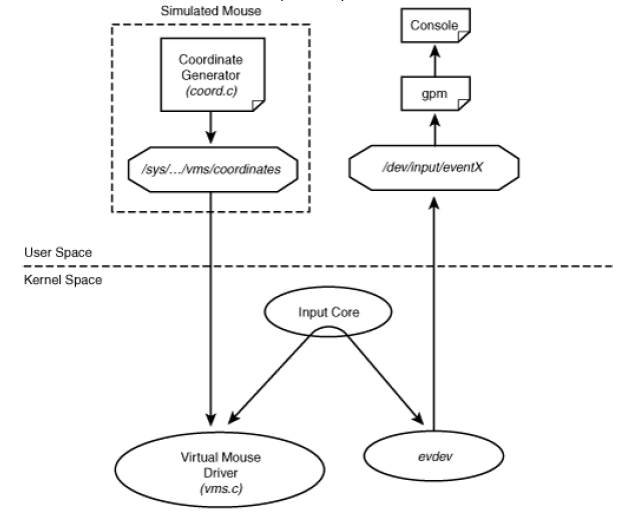 Simulated Mouse
Coordinate
Generator
(coord.c)
/sys/.../vms/coordinates
Console
gpm
/dev/input/eventX
User Space
Kernel Space
Input Core
Virtual Mouse
Driver
(vms.c)
evdev